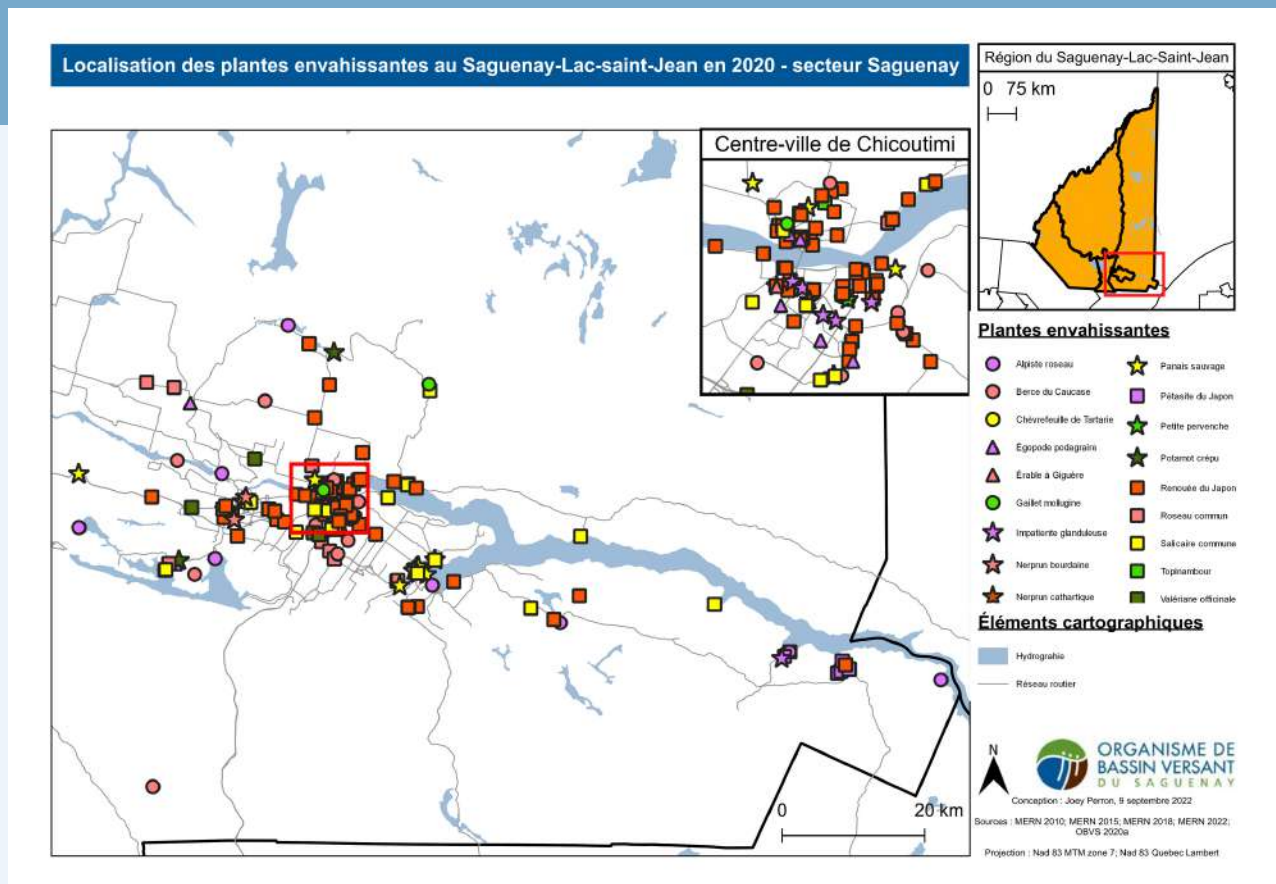 Localisation des plantes envahissantes au Saguenay-Lac-saint-Jean en 2020 - secteur Saguenay
Région du Saguenay-Lac-Saint-Jean
0 75 km
Centre-ville de Chicoutimi
Plantes envahissantes
Alpiste roseau
Berce du Caucase
Chèvrefeuille de Tartarie
Égopode podagraire
Érable à Giguère
Gaillet mollugine
Impatiente glanduleuse
Nerprun bourdaine
Nerprun cathartique
Panais sauvage
Pétasite du Japon
Petite pervenche
Potamot crépu
Renouée du Japon
Roseau commun
Salicaire commune
Topinambour
Valériane officinale
Éléments cartographiques
Hydrograhie
Réseau routier
0 20 km
N
ORGANISME DE
BASSIN VERSANT
DU SAGUENAY
Conception : Joey Perron, 9 septembre 2022
Sources : MERN 2010; MERN 2015; MERN 2018; MERN 2022;
OBVS 2020a
Projection : Nad 83 MTM zone 7; Nad 83 Quebec Lambert